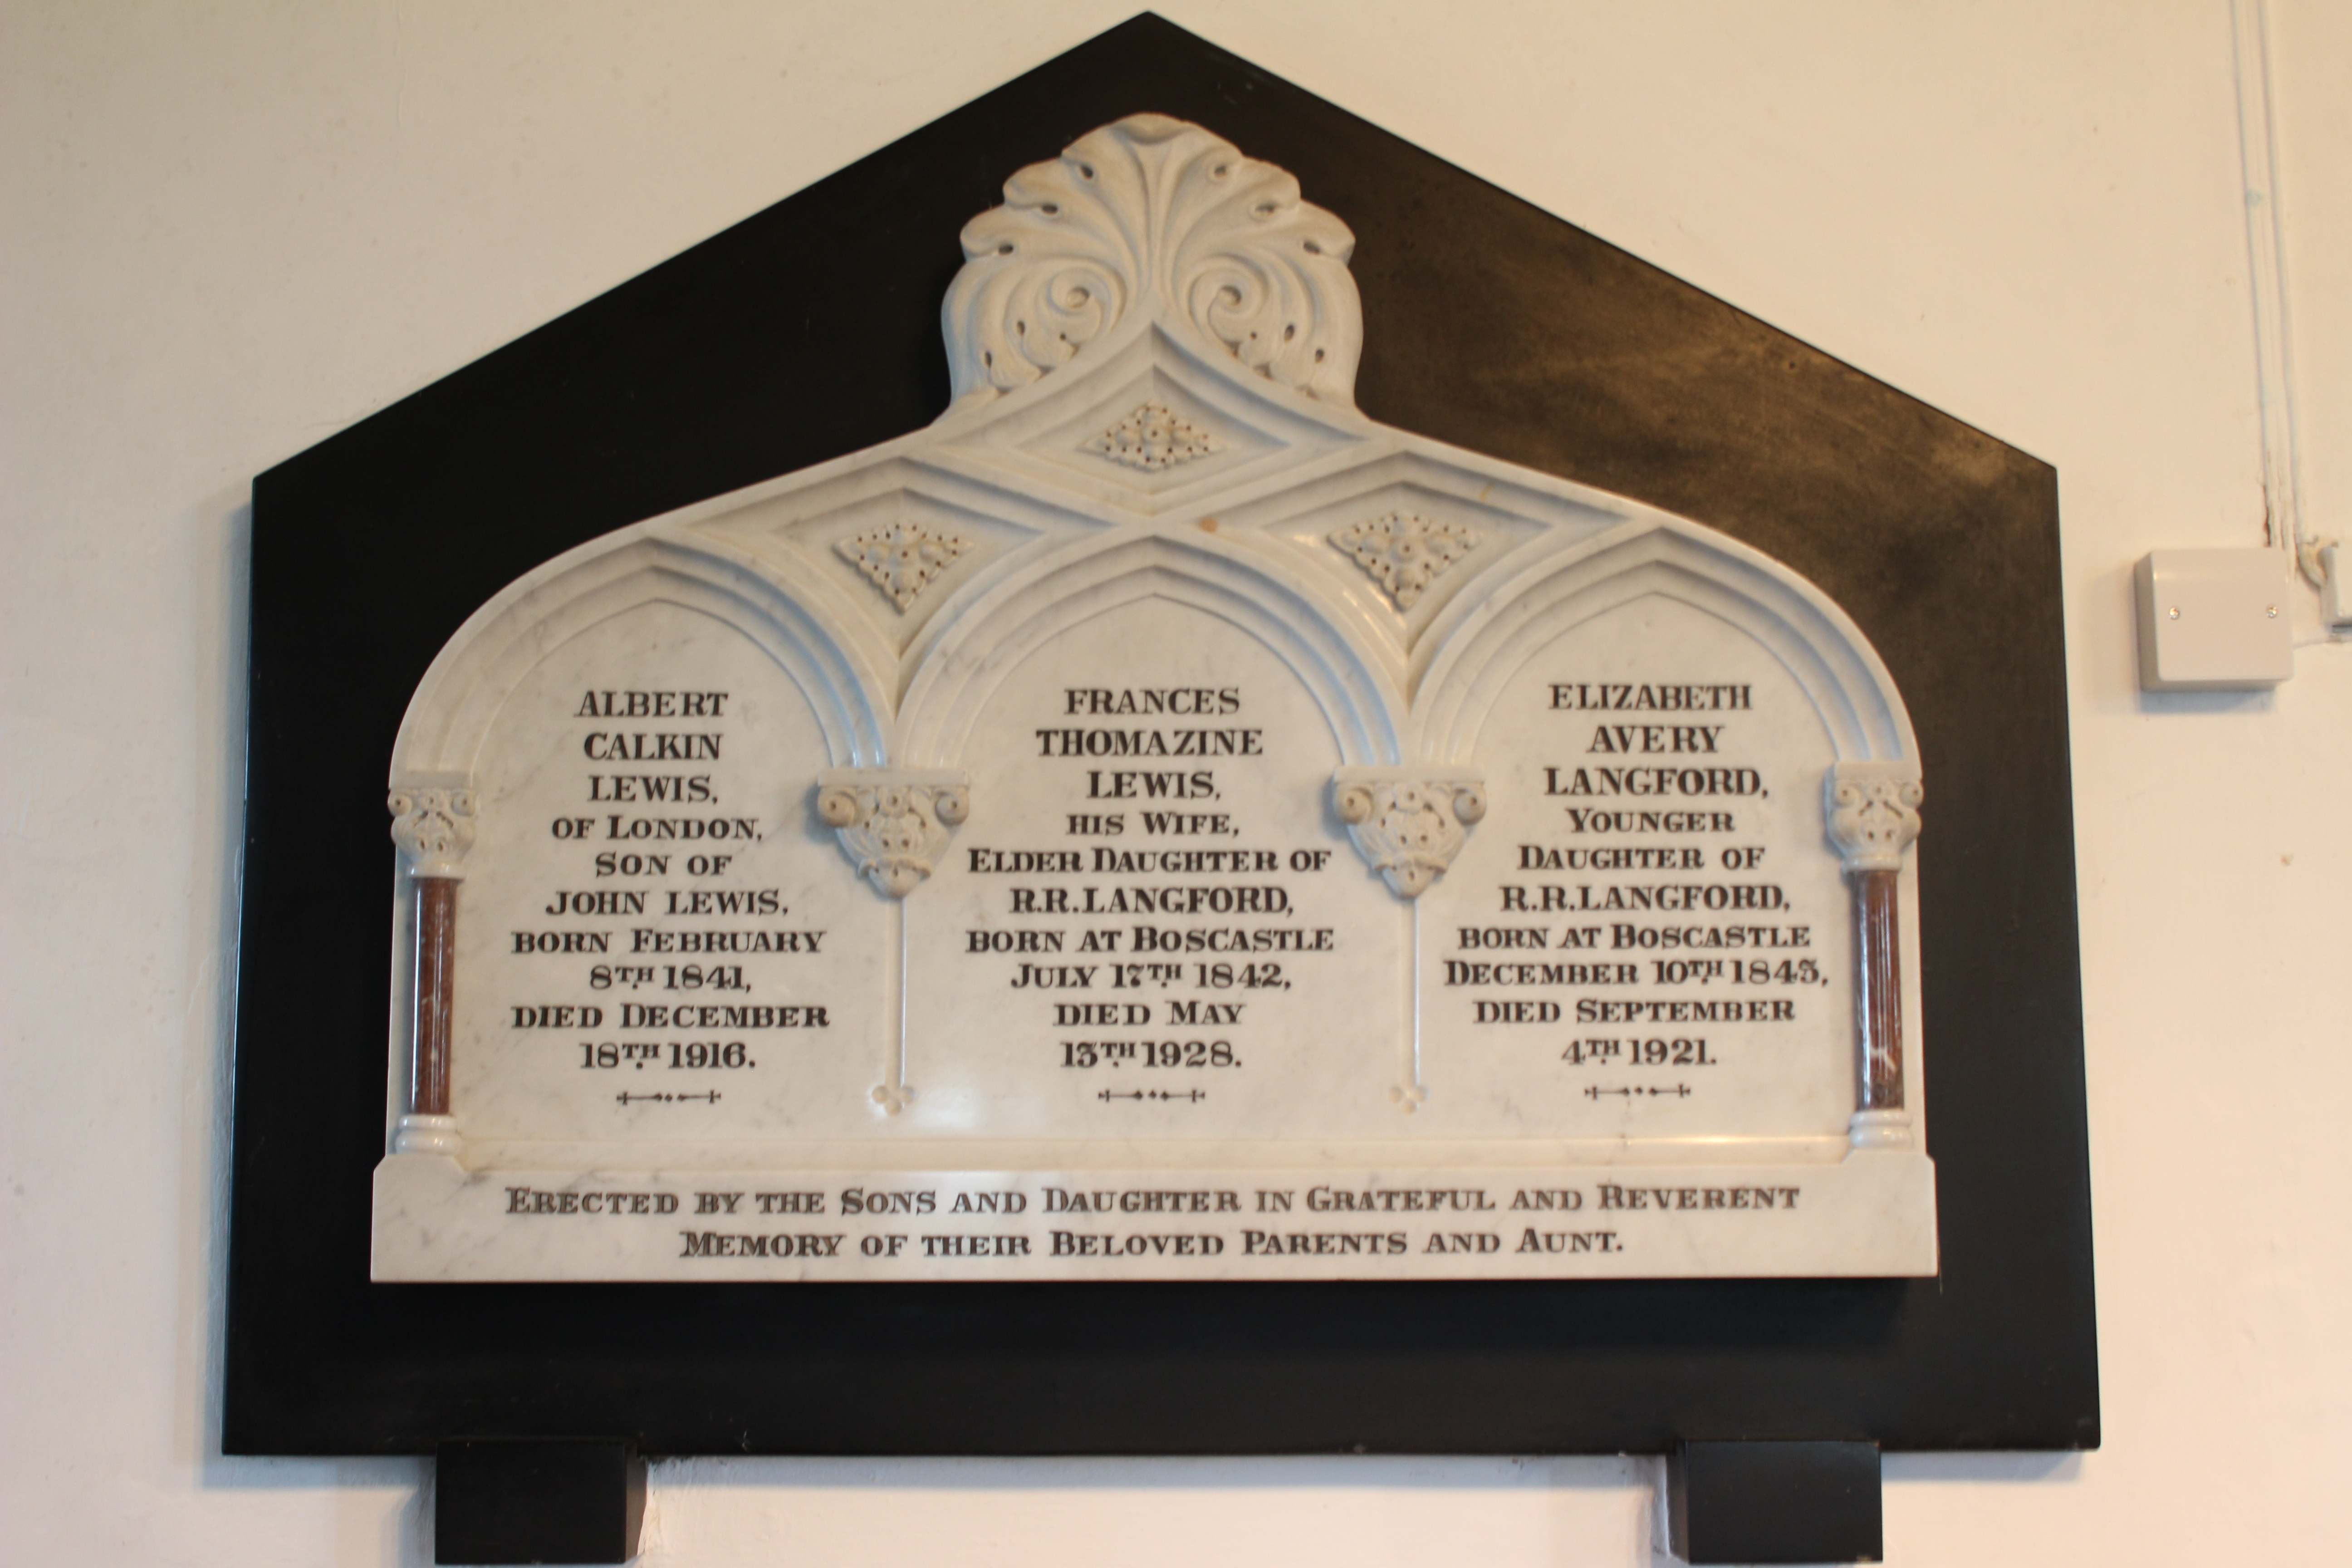 ALBERT
CALKIN
LEWIS,
OF LONDON,
SON OF
JOHN LEWIS,
BORN FEBRUARY
8TH 1841,
DIED DECEMBER
18TH 1916.
FRANCES
THOMAZINE
LEWIS,
HIS WIFE,
ELDER DAUGHTER OF
R.R. LANGFORD,
BORN AT BOSCASTLE
JULY 17TH 1842,
DIED MAY
13TH 1928.
ELIZABETH
AVERY
LANGFORD,
YOUNGER
DAUGHTER OF
R.R. LANGFORD,
BORN AT BOSCASTLE
DECEMBER 10TH 1843,
DIED SEPTEMBER
4TH 1921.
ERECTED BY THE SONS AND DAUGHTER IN GRATEFUL AND REVERENT
MEMORY OF THEIR BELOVED PARENTS AND AUNT.